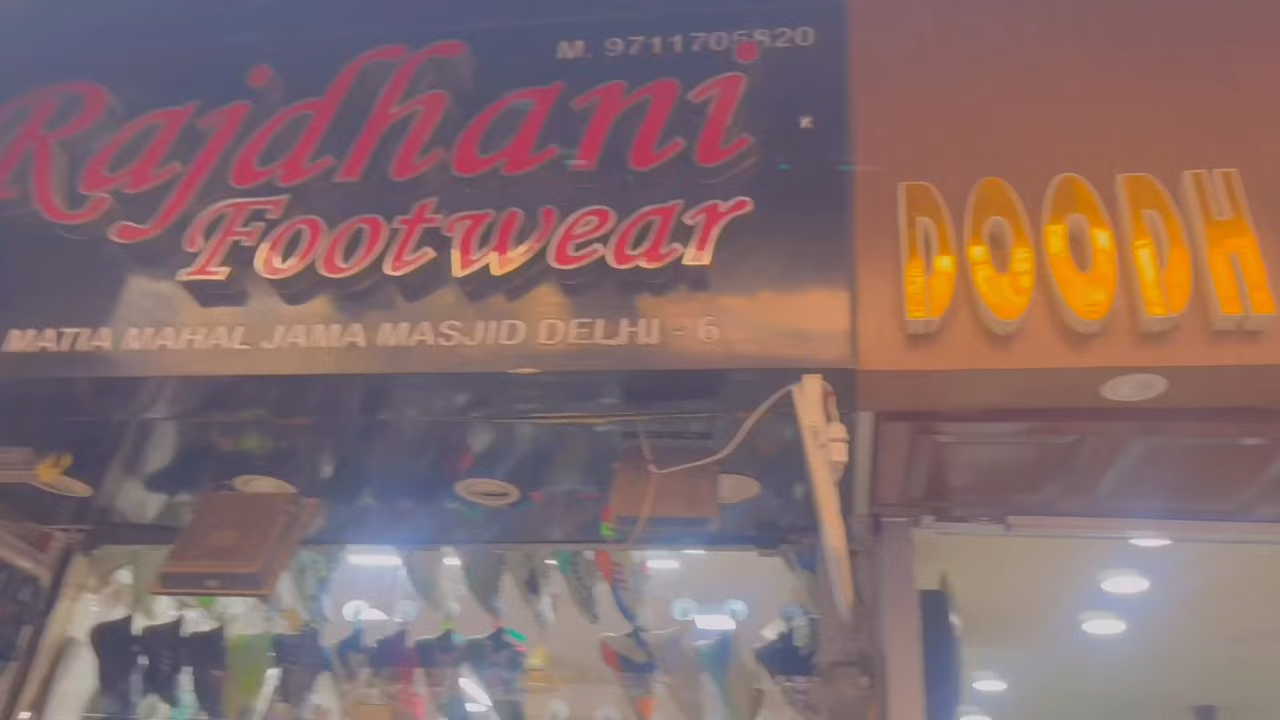 M. 9711705820
Rajdhani
Footwear
MATIA MAHAL JAMA MASJID DELHI - 6
DOODH